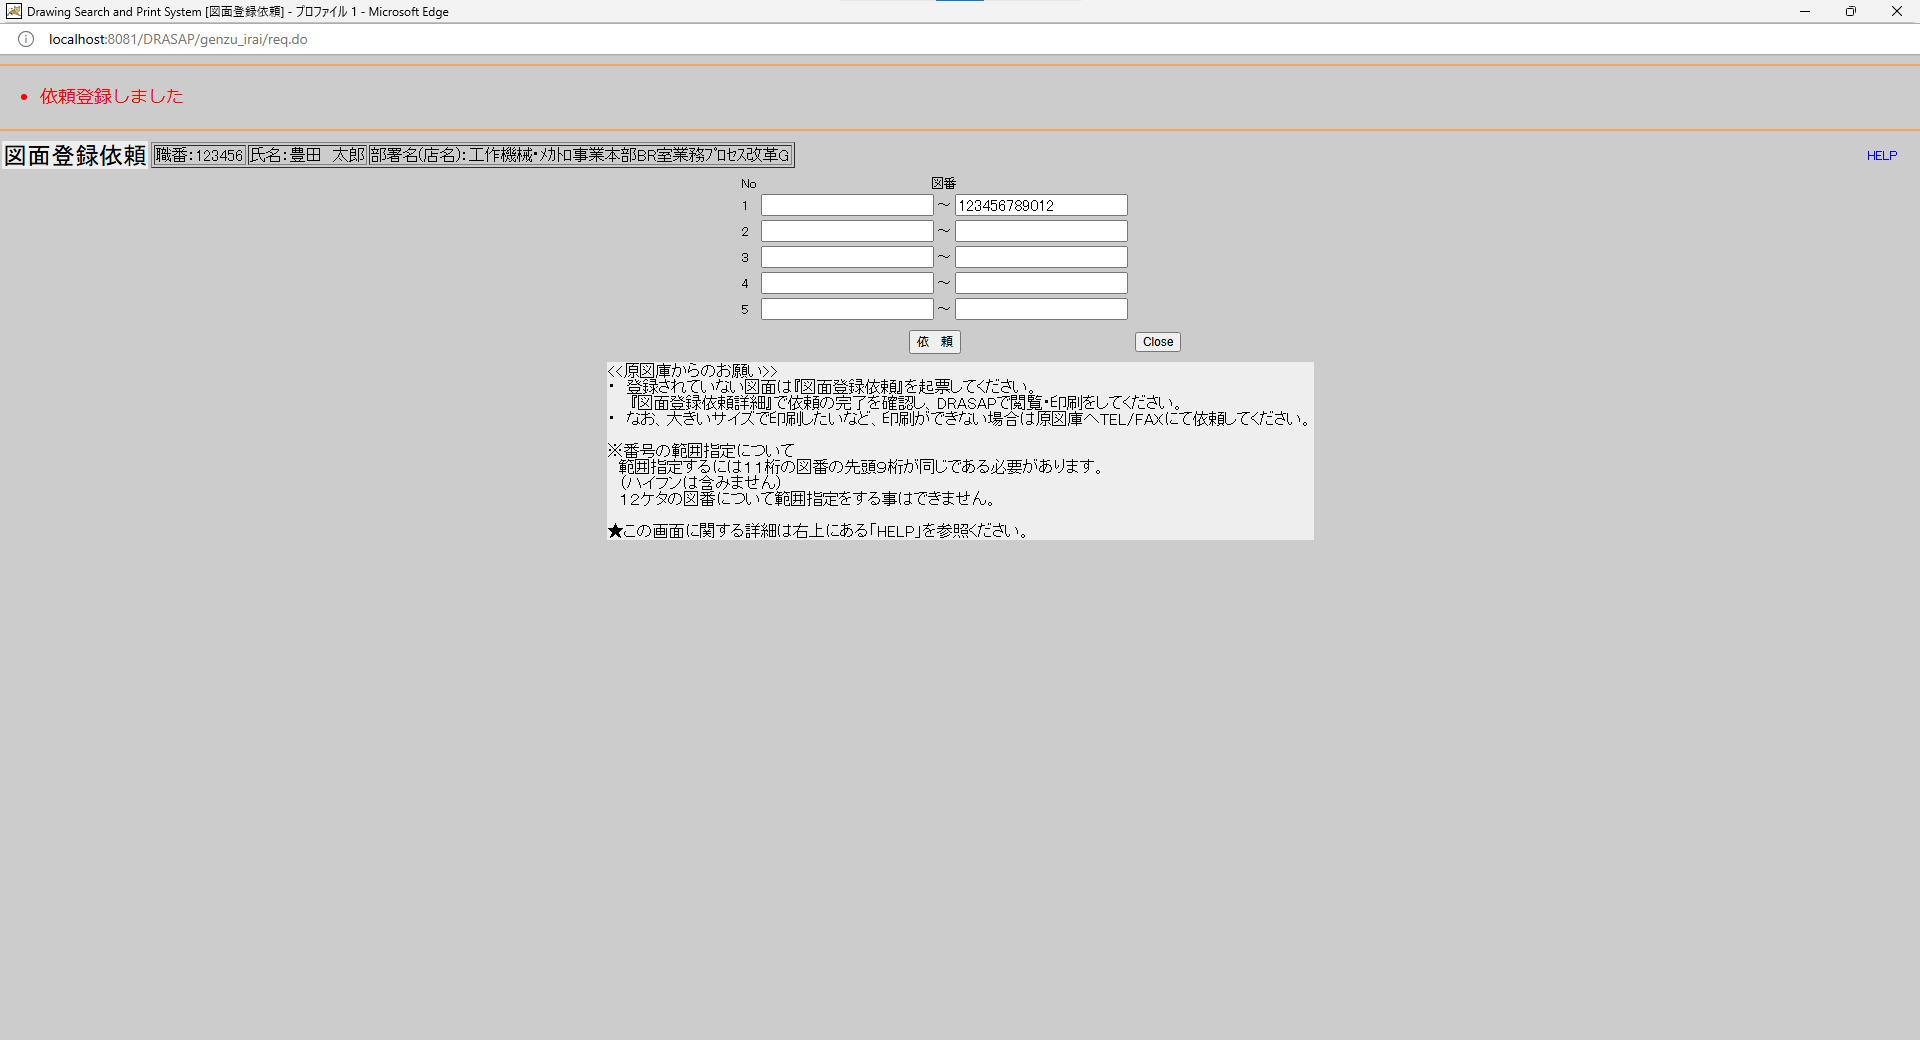 Drawing Search and Print System [図面登録依頼] - プロファイル 1 - Microsoft Edge
localhost:8081/DRASAP/genzu_irai/req.do
• 依頼登録しました
図面登録依頼 職番：123456 氏名：豊田　太郎 部署名(店名)：工作機械・ﾒｶﾄﾛ事業本部BR室業務ﾌﾟﾛｾｽ改革G HELP
No 図番
1 ～ 123456789012
2 ～
3 ～
4 ～
5 ～
依　頼 Close
<<原図庫からのお願い>>
・ 登録されていない図面は『図面登録依頼』を起票してください。
『図面登録依頼詳細』で依頼の完了を確認し、DRASAPで閲覧・印刷をしてください。
・ なお、大きいサイズで印刷したいなど、印刷ができない場合は原図庫へTEL/FAXにて依頼してください。
※番号の範囲指定について
範囲指定するには１１桁の図番の先頭９桁が同じである必要があります。
（ハイフンは含みません）
１２ケタの図番について範囲指定をする事はできません。
★この画面に関する詳細は右上にある「HELP」を参照ください。